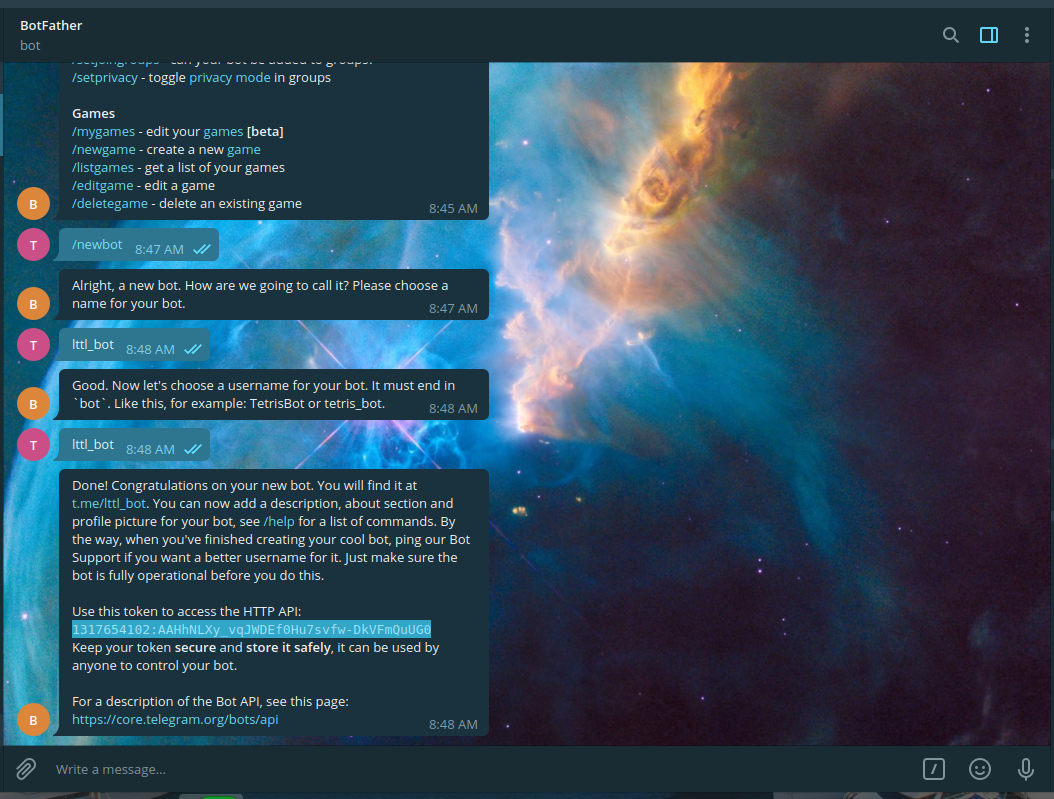 BotFather
bot
/setjoingroups - can your bot be added to groups?
/setprivacy - toggle privacy mode in groups
Games
/mygames - edit your games [beta]
/newgame - create a new game
/listgames - get a list of your games
/editgame - edit a game
/deletegame - delete an existing game
8:45 AM
B
T
/newbot 8:47 AM
Alright, a new bot. How are we going to call it? Please choose a
name for your bot.
8:47 AM
B
T
lttl_bot 8:48 AM
Good. Now let's choose a username for your bot. It must end in
`bot`. Like this, for example: TetrisBot or tetris_bot.
8:48 AM
B
T
lttl_bot 8:48 AM
Done! Congratulations on your new bot. You will find it at
t.me/lttl_bot. You can now add a description, about section and
profile picture for your bot, see /help for a list of commands. By
the way, when you've finished creating your cool bot, ping our Bot
Support if you want a better username for it. Just make sure the
bot is fully operational before you do this.
Use this token to access the HTTP API:
1317654102:AAHhNLXy_vqJWDEf0Hu7svfw-DkVFmQuUG0
Keep your token secure and store it safely, it can be used by
anyone to control your bot.
For a description of the Bot API, see this page:
https://core.telegram.org/bots/api
8:48 AM
B
Write a message...